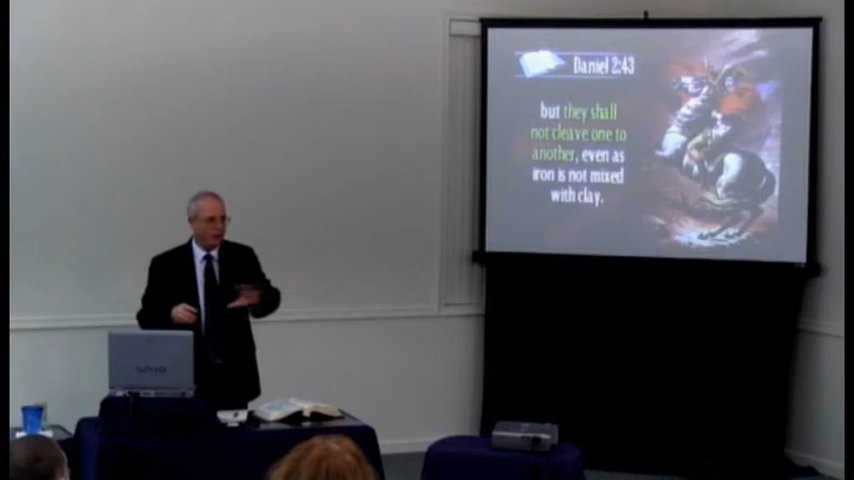 Daniel 2:43
but they shall
not cleave one to
another, even as
iron is not mixed
with clay.
VAIO